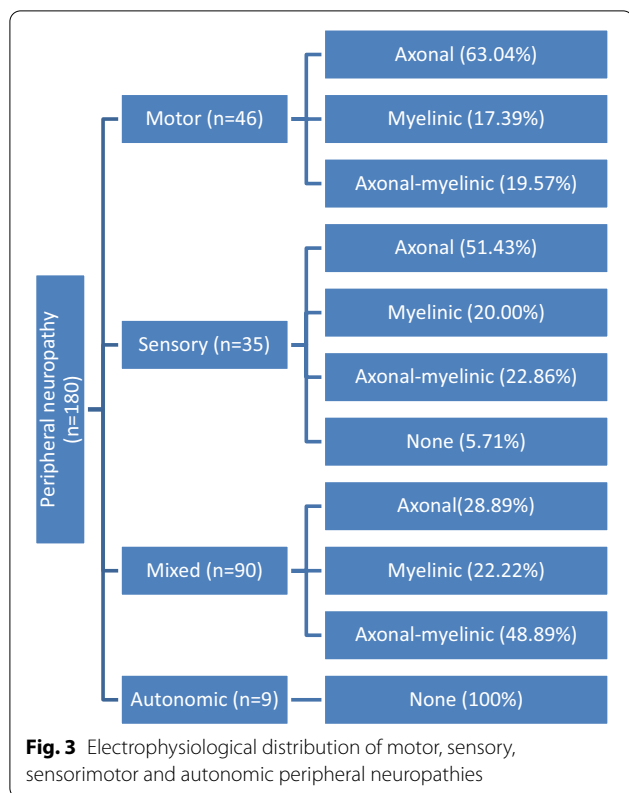 Peripheral neuropathy
(n=180)
Motor (n=46)
Axonal (63.04%)
Myelinic (17.39%)
Axonal-myelinic (19.57%)
Sensory (n=35)
Axonal (51.43%)
Myelinic (20.00%)
Axonal-myelinic (22.86%)
None (5.71%)
Mixed (n=90)
Axonal(28.89%)
Myelinic (22.22%)
Axonal-myelinic (48.89%)
Autonomic (n=9)
None (100%)
Fig. 3 Electrophysiological distribution of motor, sensory,
sensorimotor and autonomic peripheral neuropathies